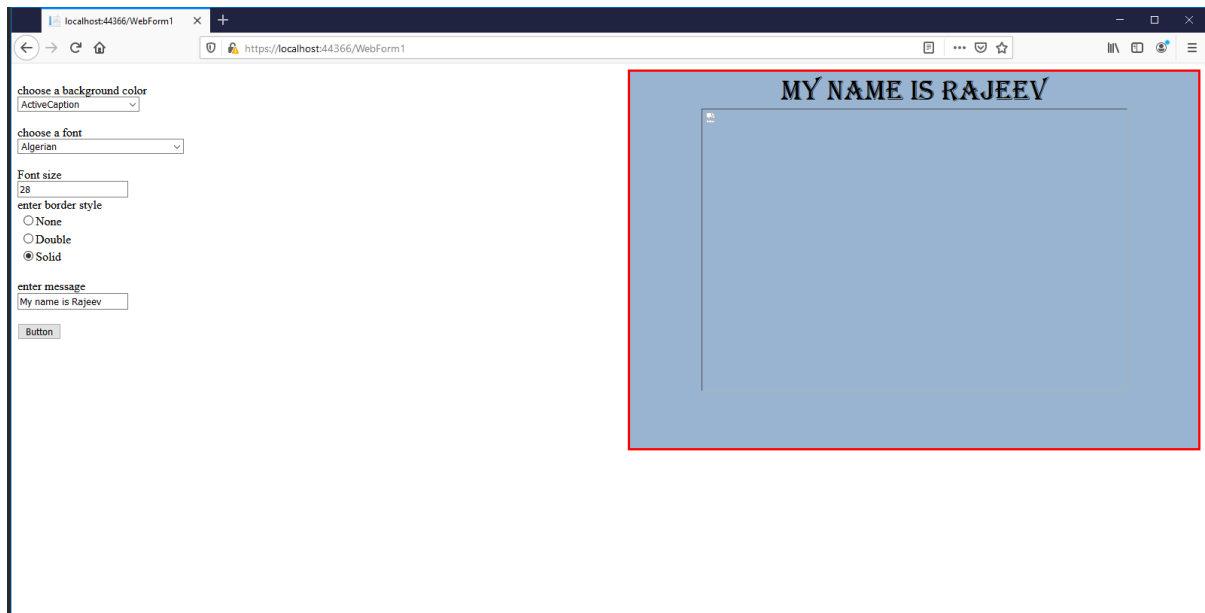 localhost:44366/WebForm1
https://localhost:44366/WebForm1
choose a background color
ActiveCaption
choose a font
Algerian
Font size
28
enter border style
None
Double
Solid
enter message
My name is Rajeev
Button
MY NAME IS RAJEEV